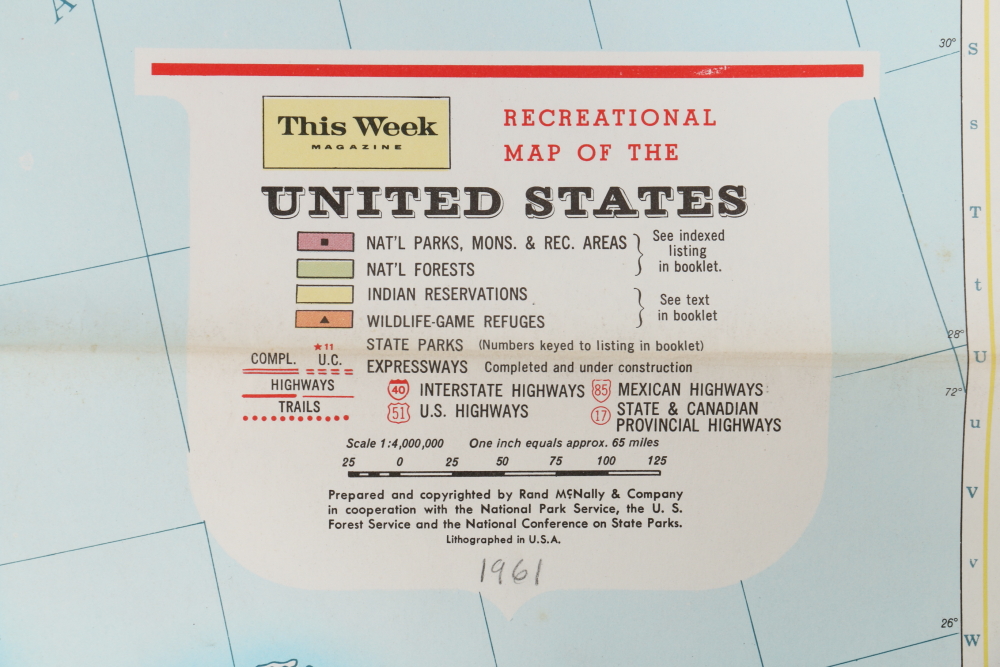 A
30°
S
s
This Week
MAGAZINE
RECREATIONAL
MAP OF THE
UNITED STATES
T
NAT'L PARKS, MONS. & REC. AREAS
NAT'L FORESTS
See indexed
listing
in booklet.
INDIAN RESERVATIONS
WILDLIFE-GAME REFUGES
See text
in booklet
t
28°
U
★11 STATE PARKS (Numbers keyed to listing in booklet)
COMPL. U.C. EXPRESSWAYS Completed and under construction
HIGHWAYS
TRAILS
40 INTERSTATE HIGHWAYS 85 MEXICAN HIGHWAYS
51 U.S. HIGHWAYS 17 STATE & CANADIAN
PROVINCIAL HIGHWAYS
72°
u
Scale 1:4,000,000 One inch equals approx. 65 miles
25 0 25 50 75 100 125
V
Prepared and copyrighted by Rand McNally & Company
in cooperation with the National Park Service, the U. S.
Forest Service and the National Conference on State Parks.
Lithographed in U.S.A.
v
1961
26°
W